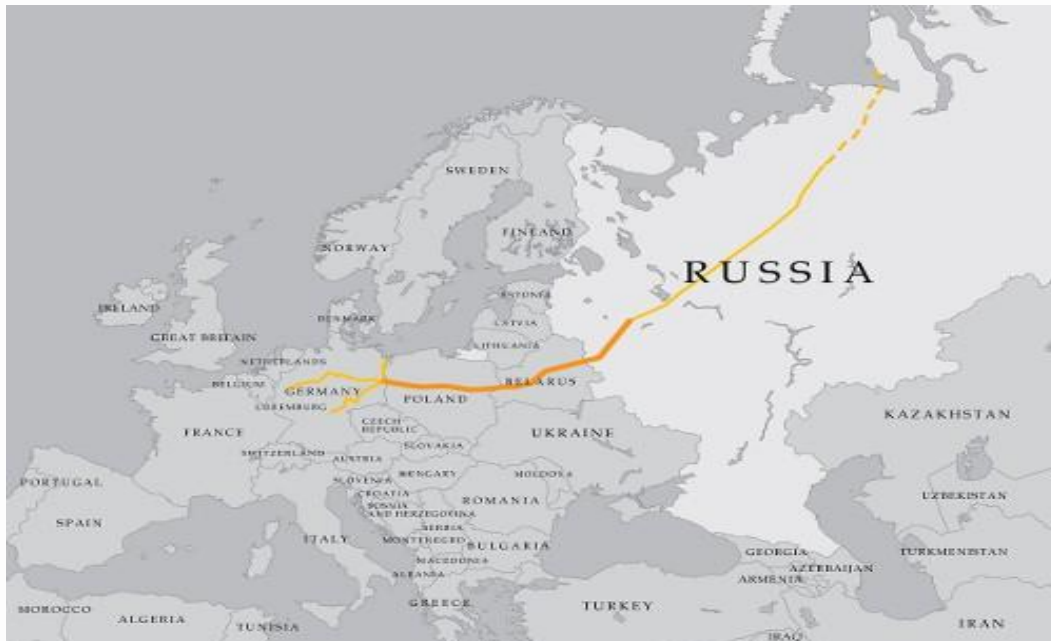 SWEDEN
FINLAND
NORWAY
RUSSIA
ESTONIA
IRELAND
DENMARK
LATVIA
GREAT BRITAIN
LITHUANIA
NETHERLANDS
BELGIUM
GERMANY
BELARUS
POLAND
LUXEMBURG
KAZAKHSTAN
CZECH
REPUBLIC
FRANCE
UKRAINE
SLOVAKIA
SWITZERLAND
AUSTRIA
HUNGARY
MOLDOVA
PORTUGAL
SLOVENIA
CROATIA
ROMANIA
UZBEKISTAN
BOSNIA
AND HERZEGOVINA
SPAIN
SERBIA
ITALY
MONTENEGRO
BULGARIA
GEORGIA
TURKMENISTAN
MACEDONIA
AZERBAIJAN
ALBANIA
ARMENIA
GREECE
TURKEY
MOROCCO
ALGERIA
TUNISIA
IRAN
IRAQ